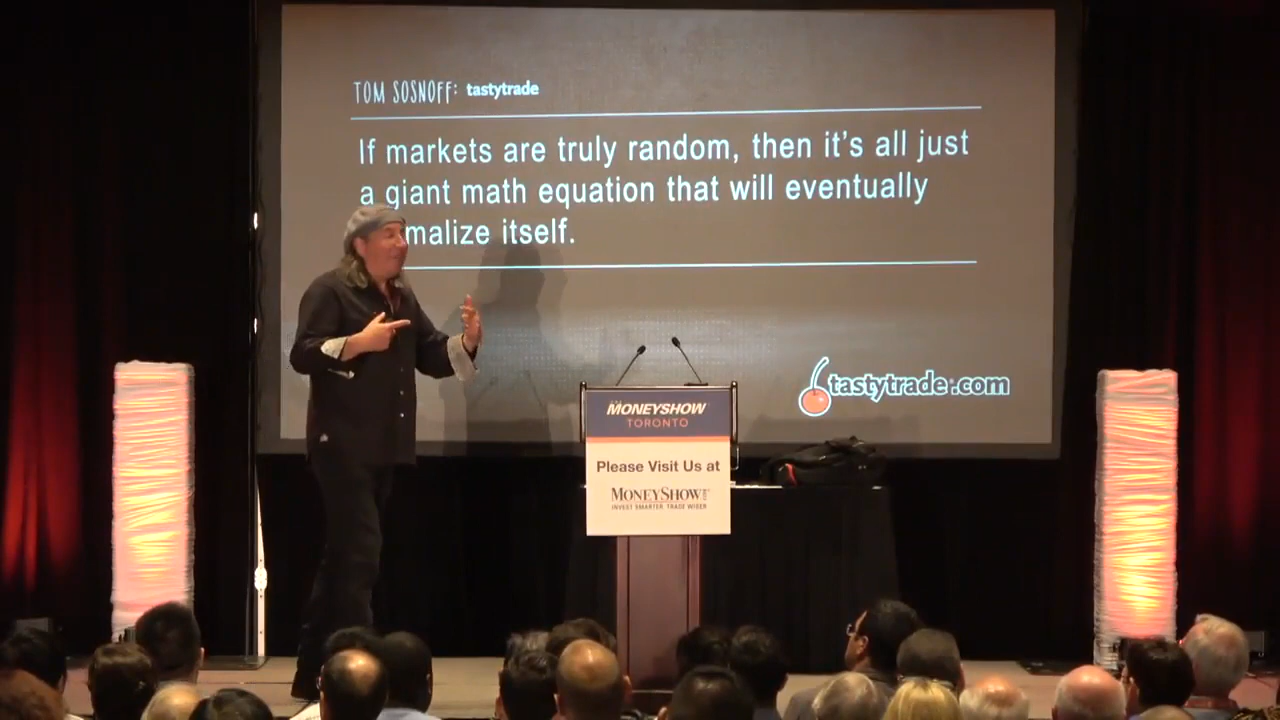 TOM SOSNOFF: tastytrade
If markets are truly random, then it's all just
a giant math equation that will eventually
malize itself.
tastytrade.com
MONEYSHOW
TORONTO
Please Visit Us at
MONEYSHOW
INVEST SMARTER TRADE WISER